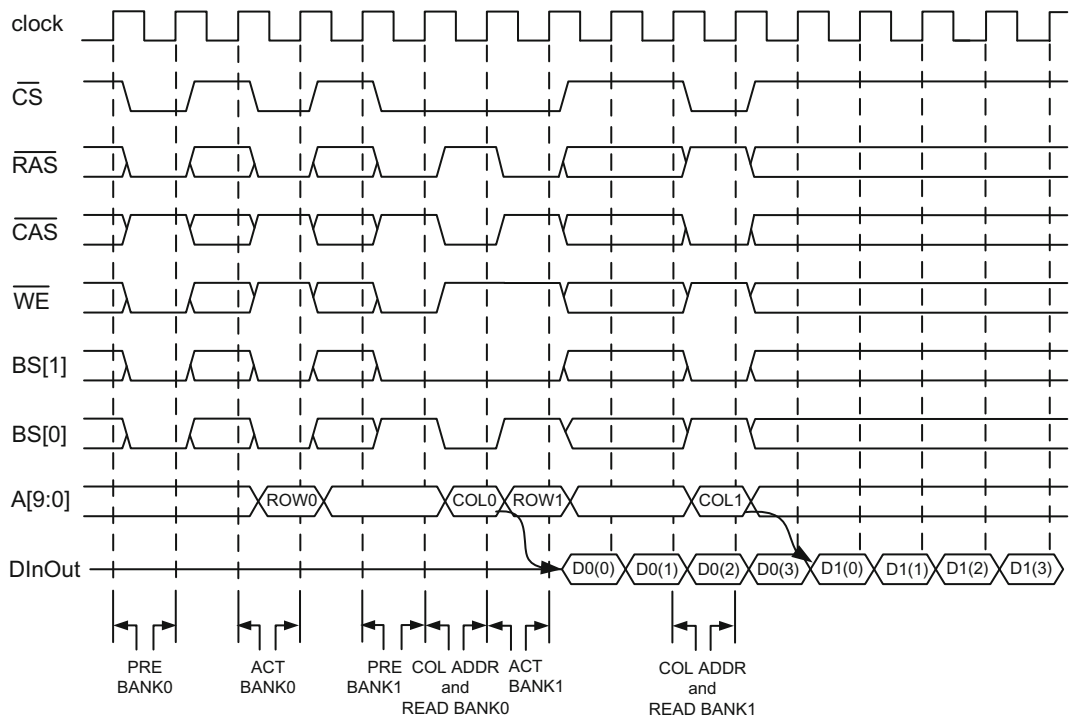 clock
CS
RAS
CAS
WE
BS[1]
BS[0]
A[9:0] ROW0 COL0 ROW1 COL1
DInOut D0(0) D0(1) D0(2) D0(3) D1(0) D1(1) D1(2) D1(3)
PRE
BANK0
ACT
BANK0
PRE
BANK1
COL ADDR
and
READ BANK0
ACT
BANK1
COL ADDR
and
READ BANK1